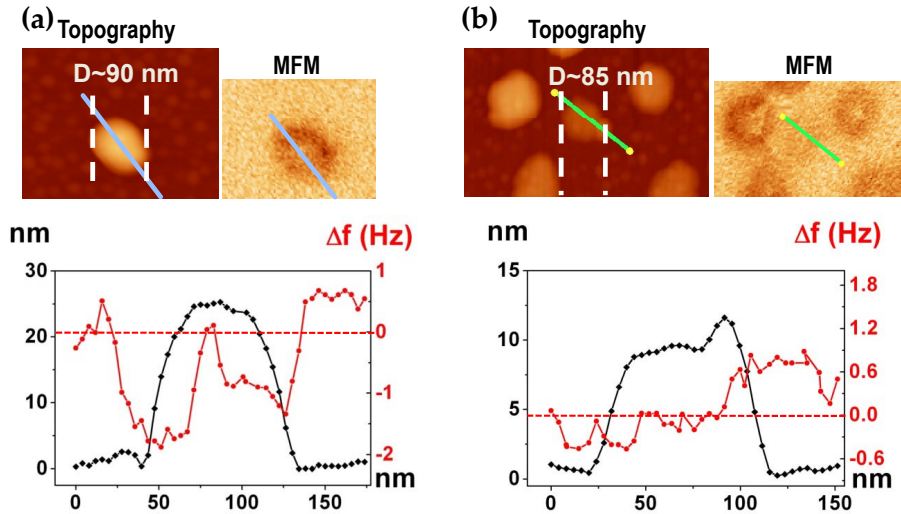 (a)
Topography
D~90 nm
MFM
nm
Δf (Hz)
30
20
10
0
1
0
-1
-2
nm
0 50 100 150
(b)
Topography
D~85 nm
MFM
nm
Δf (Hz)
15
10
5
0
1.8
1.2
0.6
0.0
-0.6
nm
0 50 100 150